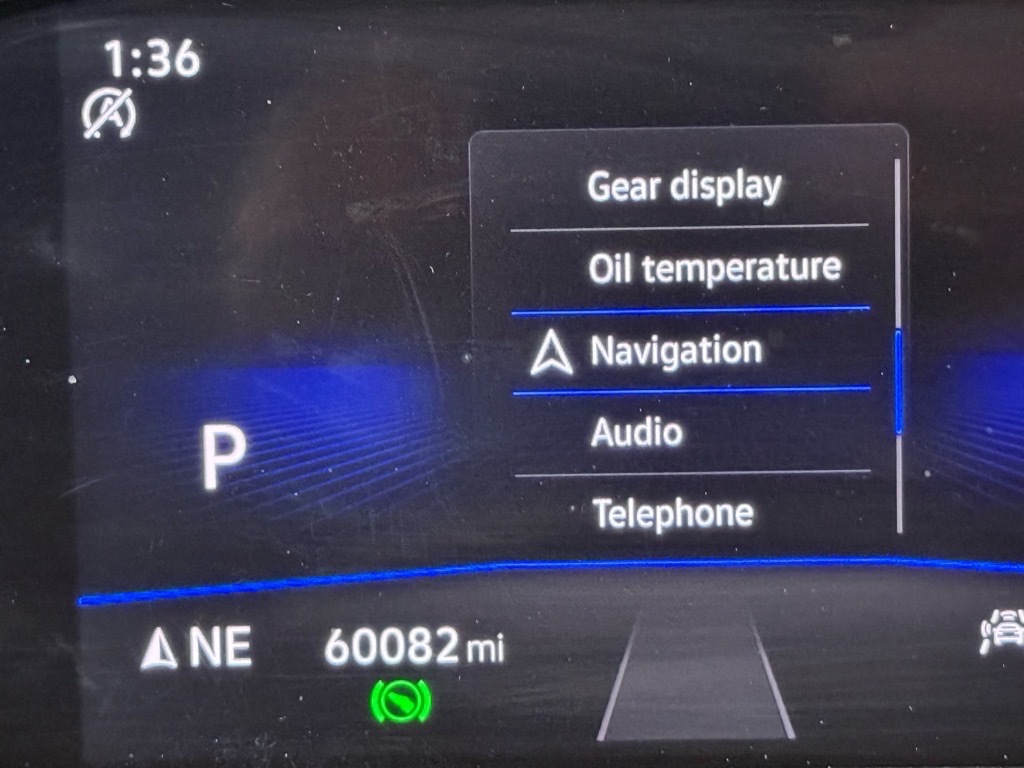 1:36
A
Gear display
Oil temperature
Navigation
Audio
Telephone
P
NE
60082 mi